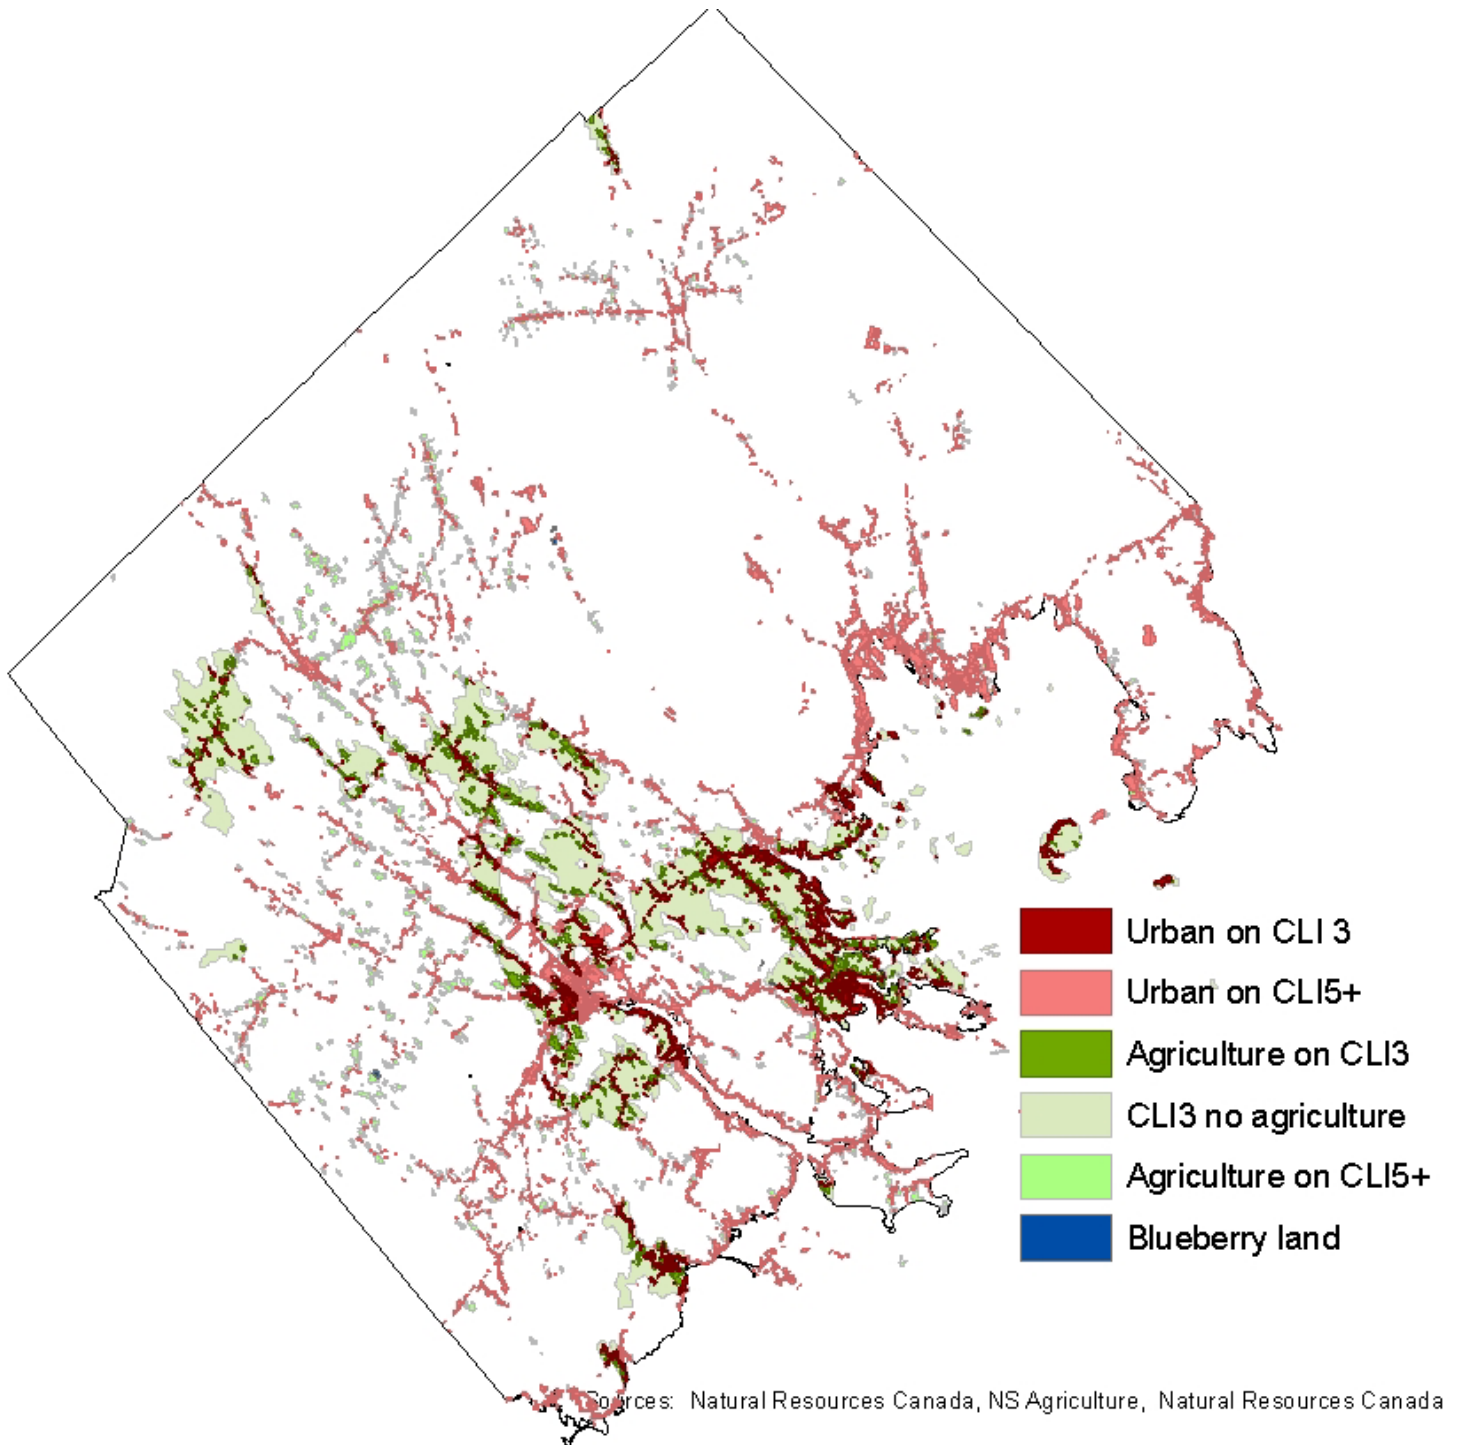 Urban on CLI 3
Urban on CLI5+
Agriculture on CLI3
CLI3 no agriculture
Agriculture on CLI5+
Blueberry land
Sources: Natural Resources Canada, NS Agriculture, Natural Resources Canada